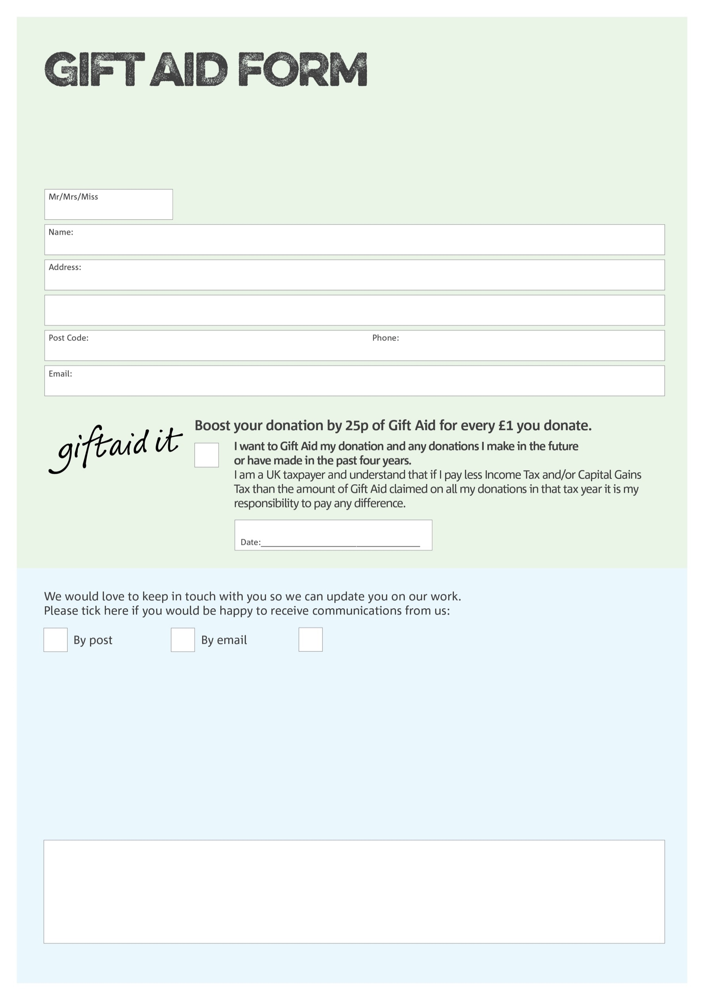 GIFT AID FORM
Mr/Mrs/Miss
Name:
Address:
Post Code: Phone:
Email:
giftaid it
Boost your donation by 25p of Gift Aid for every £1 you donate.
I want to Gift Aid my donation and any donations I make in the future
or have made in the past four years.
I am a UK taxpayer and understand that if I pay less Income Tax and/or Capital Gains
Tax than the amount of Gift Aid claimed on all my donations in that tax year it is my
responsibility to pay any difference.
Date:
We would love to keep in touch with you so we can update you on our work.
Please tick here if you would be happy to receive communications from us:
By post By email